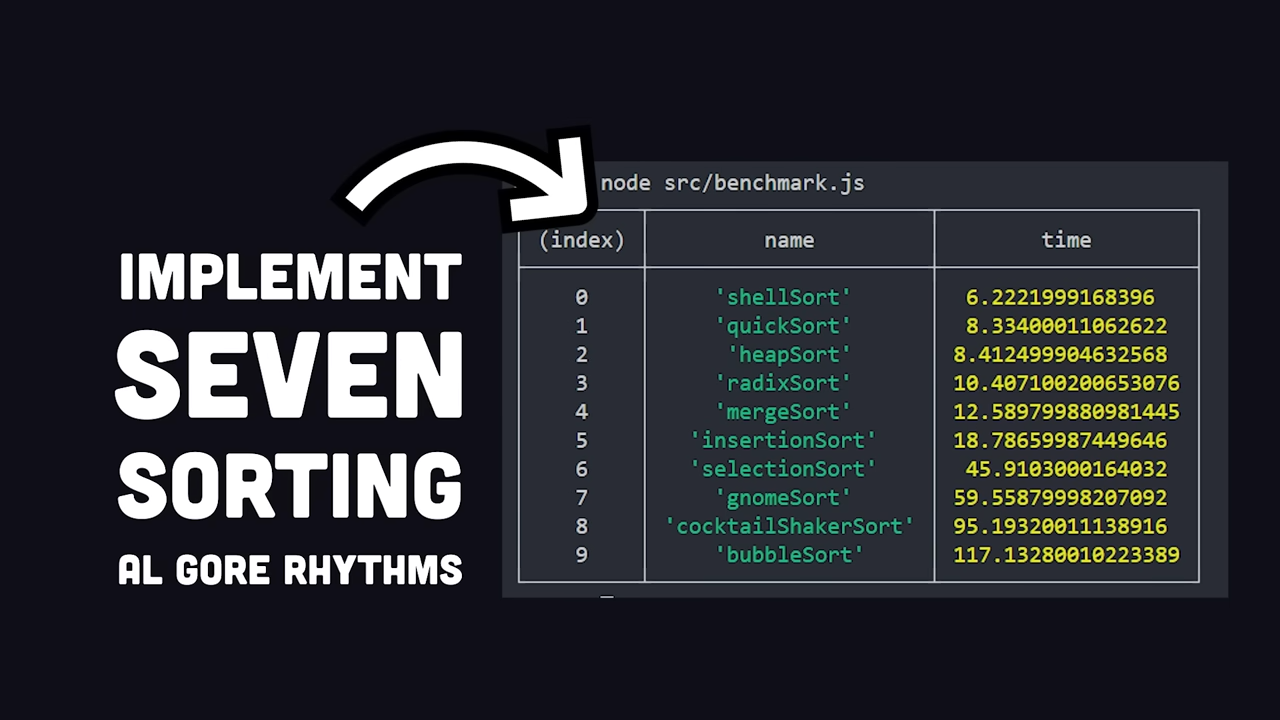 IMPLEMENT
SEVEN
SORTING
AL GORE RHYTHMS
node src/benchmark.js
(index) name time
0 'shellSort' 6.2221999168396
1 'quickSort' 8.33400011062622
2 'heapSort' 8.412499904632568
3 'radixSort' 10.407100200653076
4 'mergeSort' 12.589799880981445
5 'insertionSort' 18.78659987449646
6 'selectionSort' 45.9103000164032
7 'gnomeSort' 59.55879998207092
8 'cocktailShakerSort' 95.19320011138916
9 'bubbleSort' 117.13280010223389